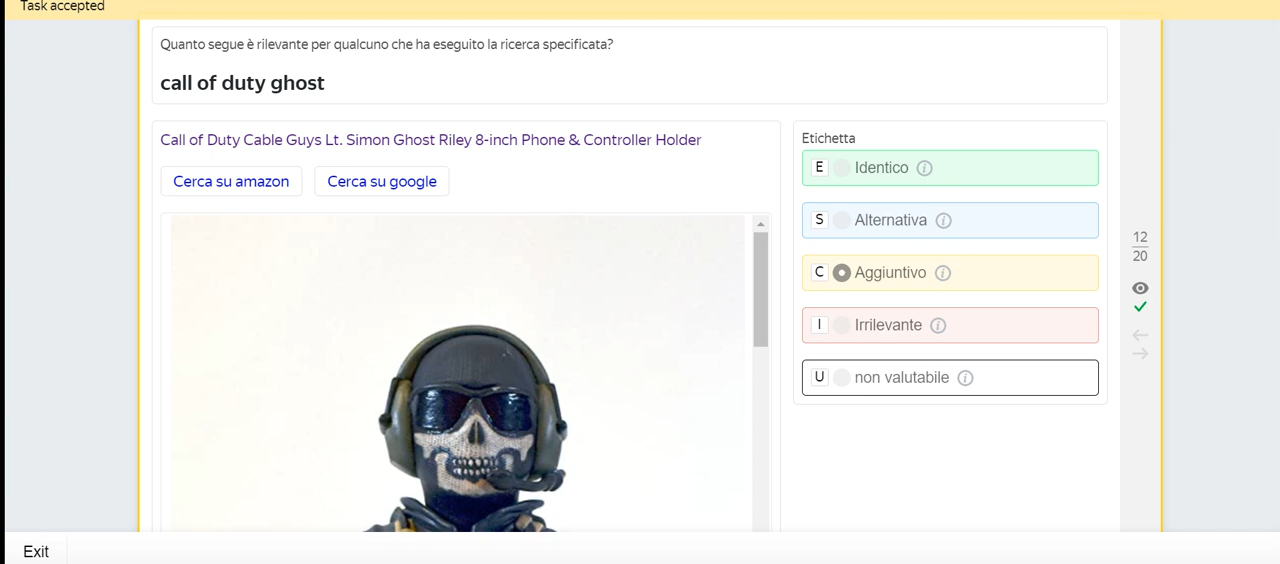 Task accepted
Quanto segue è rilevante per qualcuno che ha eseguito la ricerca specificata?
call of duty ghost
Call of Duty Cable Guys Lt. Simon Ghost Riley 8-inch Phone & Controller Holder
Cerca su amazon
Cerca su google
Etichetta
E Identico
S Alternativa
C Aggiuntivo
I Irrilevante
U non valutabile
12
20
Exit